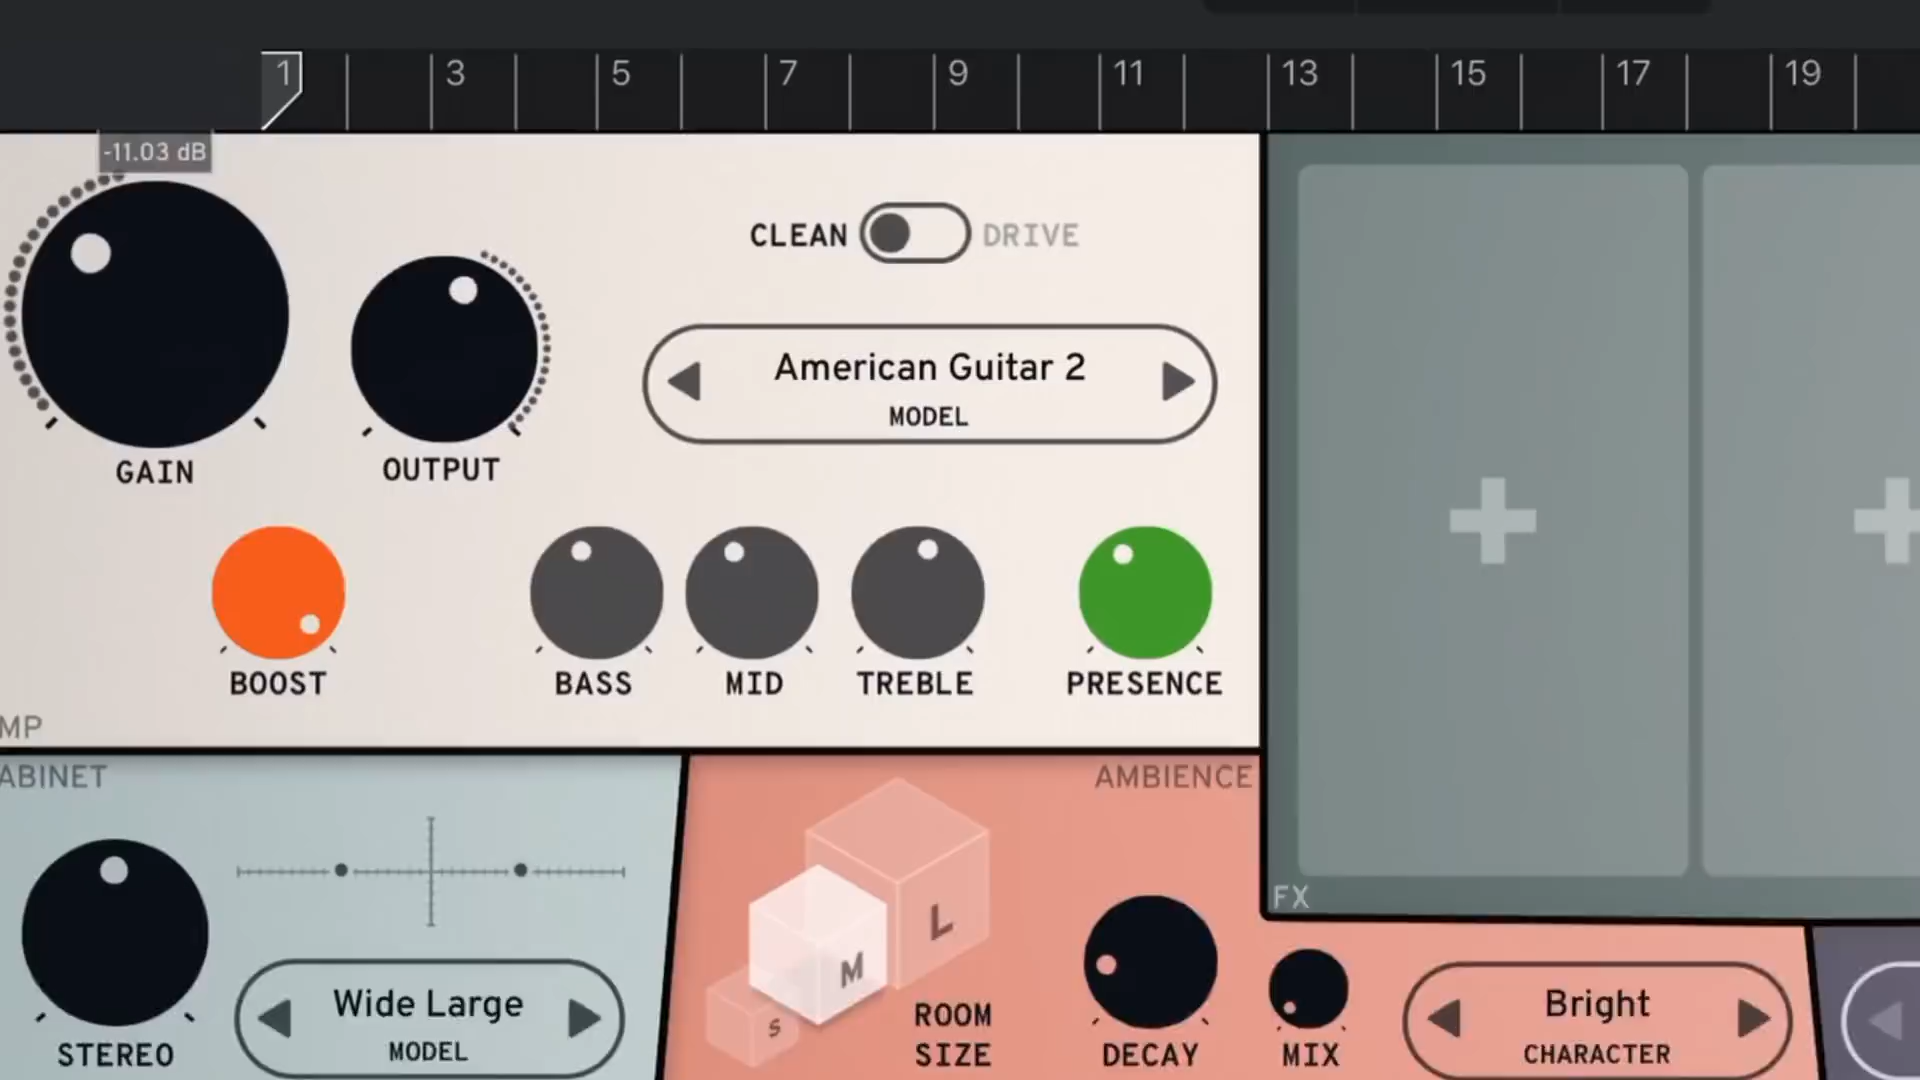 1 3 5 7 9 11 13 15 17 19
-11.03 dB
CLEAN DRIVE
American Guitar 2
MODEL
GAIN OUTPUT
BOOST BASS MID TREBLE PRESENCE
MP
ABINET
AMBIENCE
L
M
S
FX
Wide Large
MODEL
STEREO
ROOM
SIZE
DECAY
MIX
Bright
CHARACTER